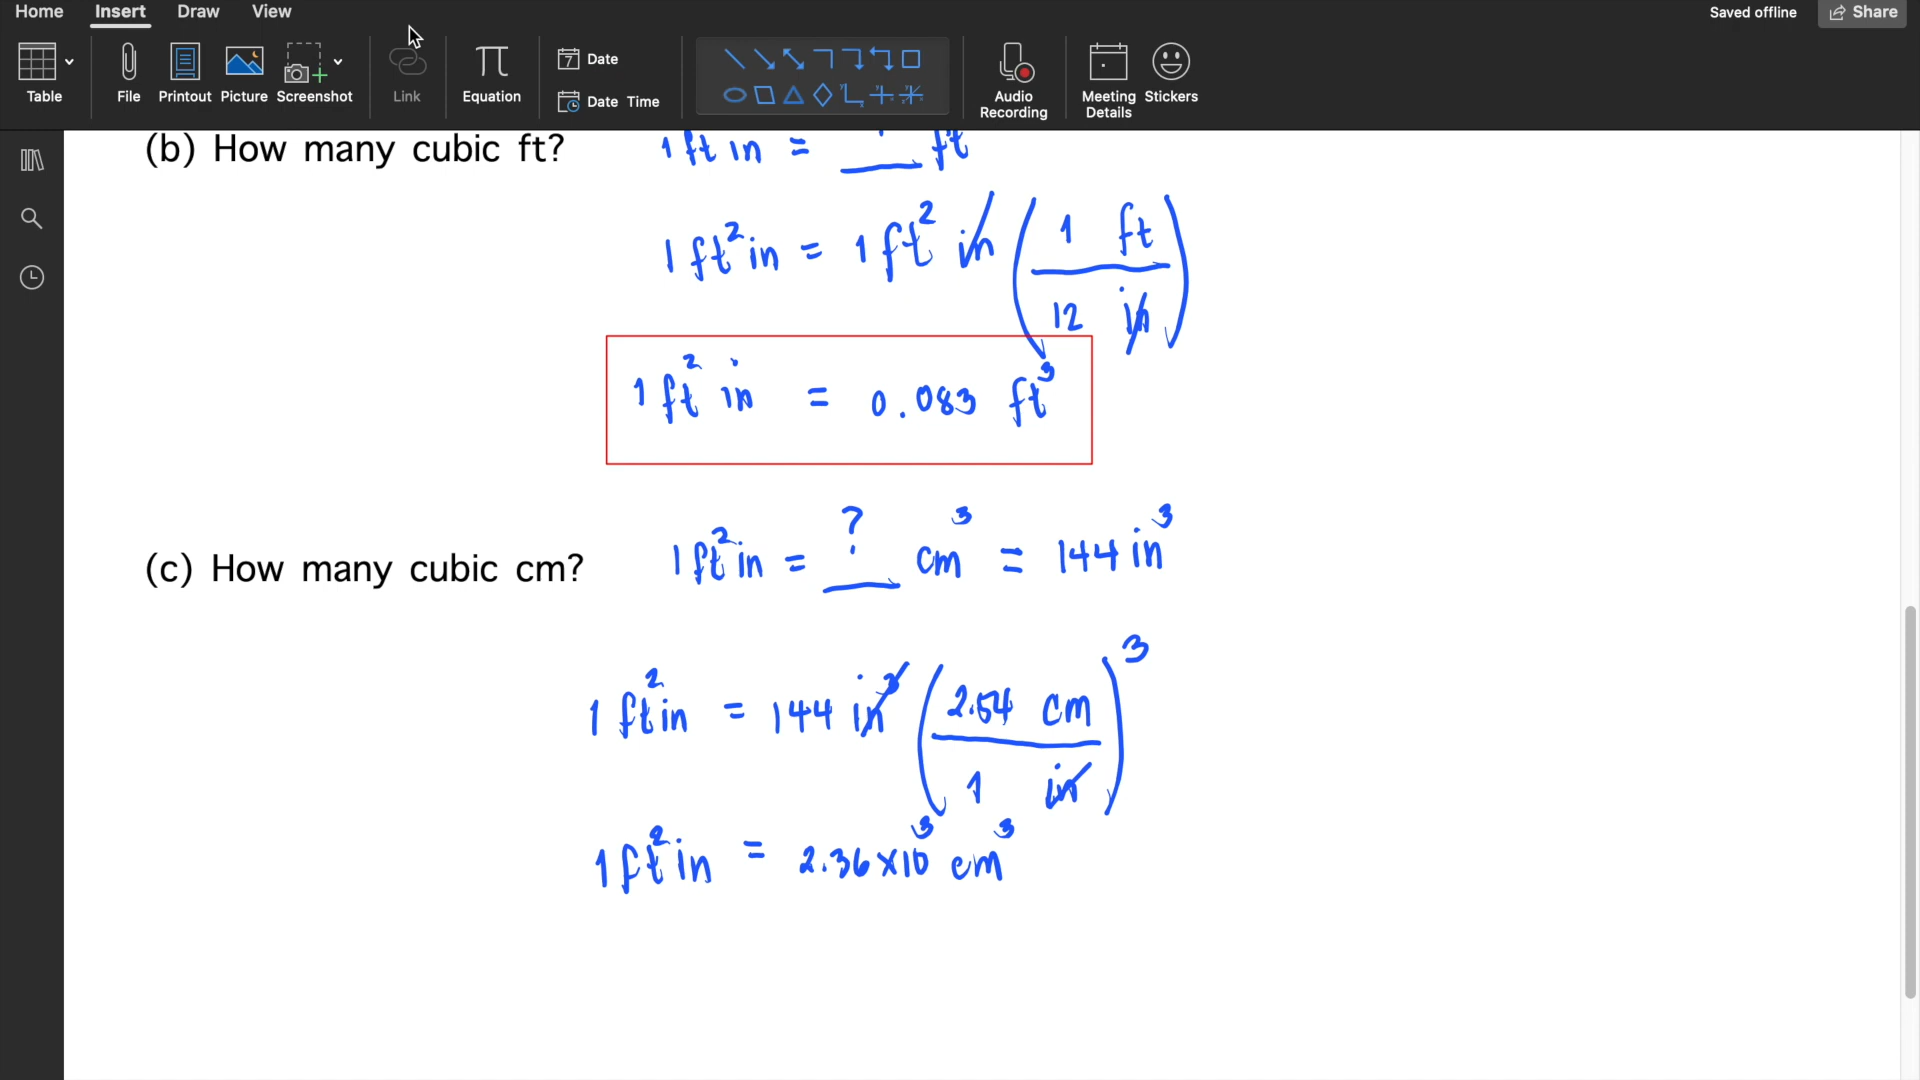 Home Insert Draw View Saved offline Share
Table File Printout Picture Screenshot Link Equation Date Date Time Audio Recording Meeting Details Stickers
(b) How many cubic ft? 1 ft in = ft
1 ft² in = 1 ft² in ( 1 ft / 12 in )
1 ft² in = 0.083 ft³
(c) How many cubic cm? 1 ft² in = ? cm³ = 144 in³
1 ft² in = 144 in³ ( 2.54 cm / 1 in )³
1 ft² in = 2.36 x 10³ cm³